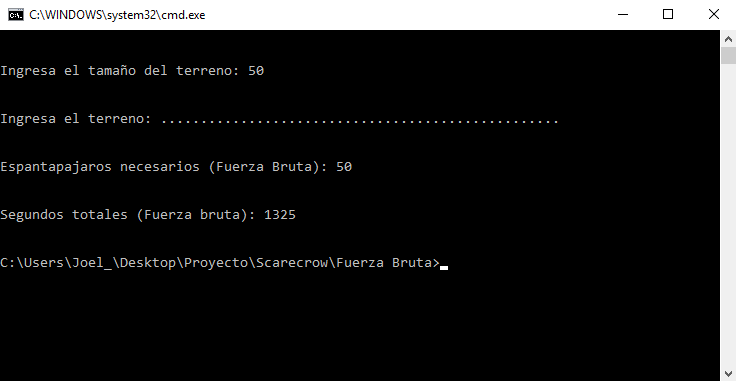 C:\WINDOWS\system32\cmd.exe
Ingresa el tamaño del terreno: 50
Ingresa el terreno: ..................................................
Espantapajaros necesarios (Fuerza Bruta): 50
Segundos totales (Fuerza bruta): 1325
C:\Users\Joel_\Desktop\Proyecto\Scarecrow\Fuerza Bruta>